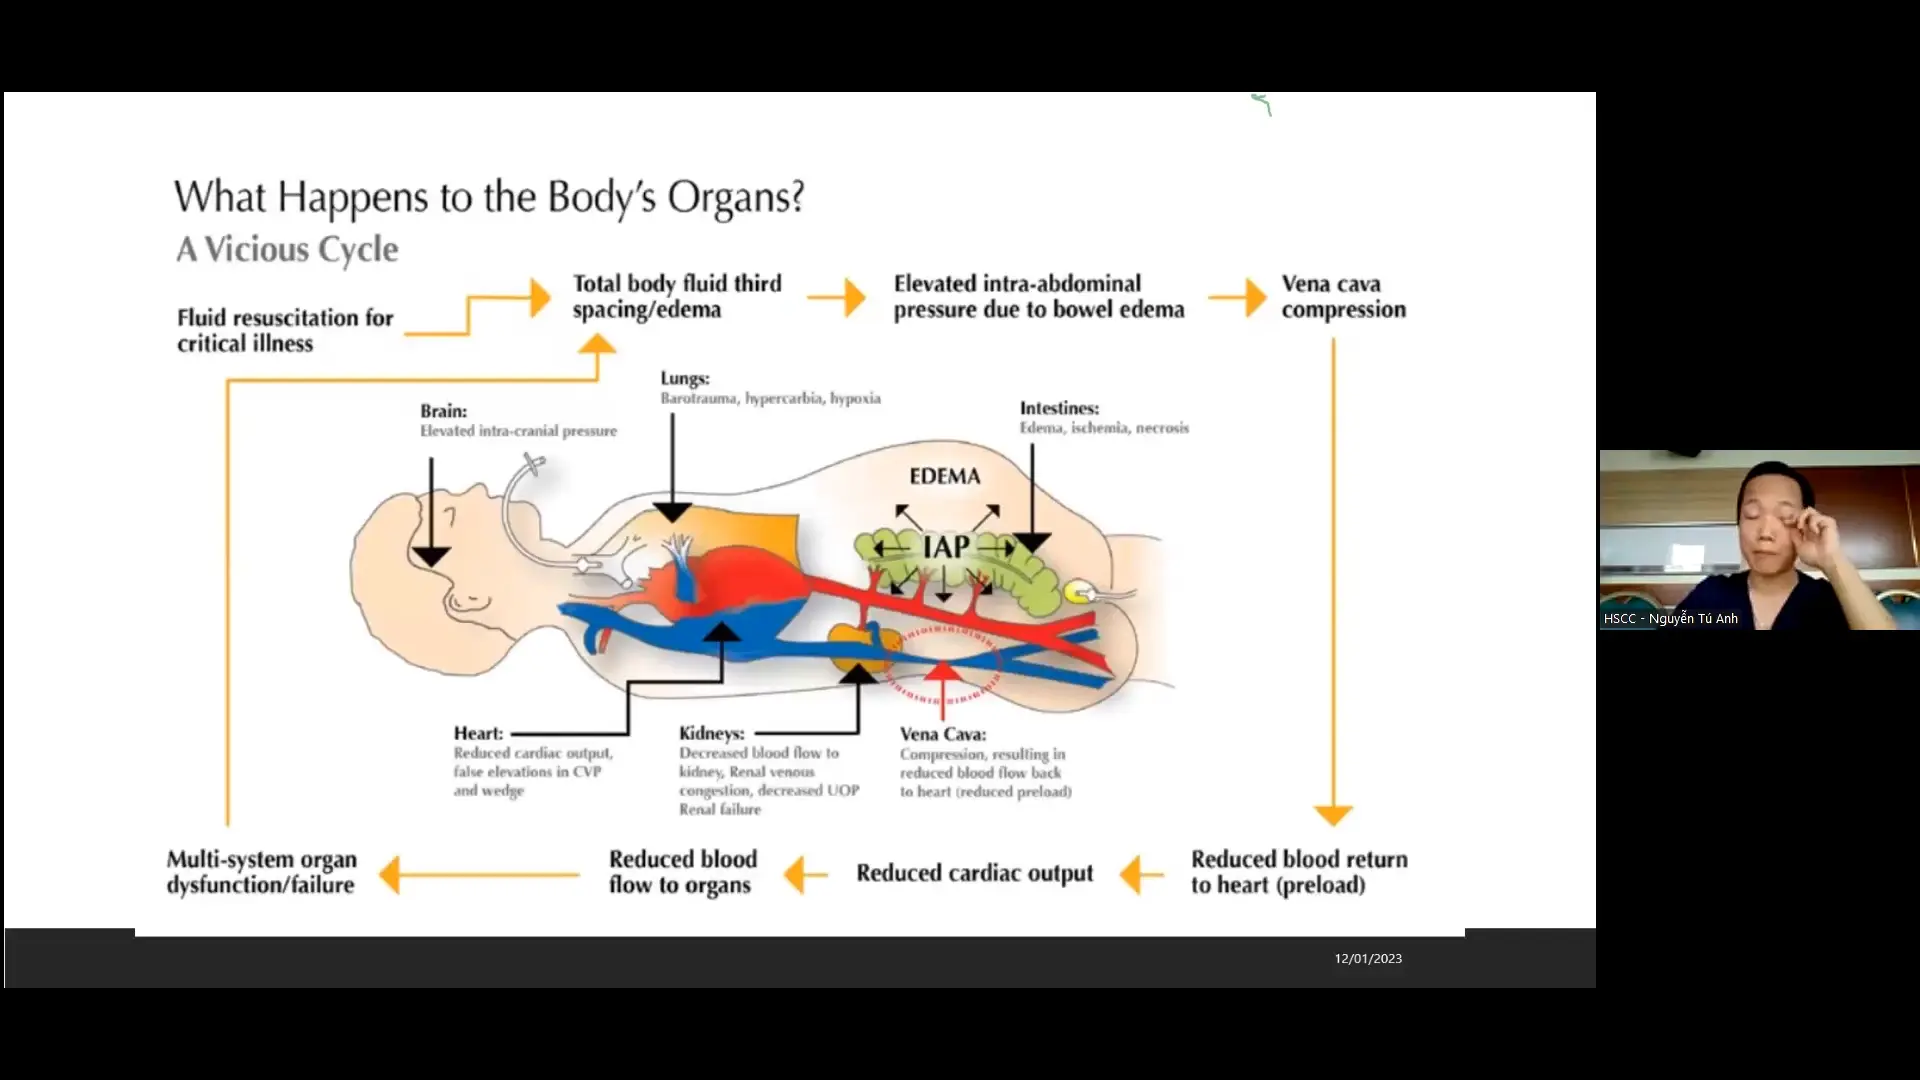 What Happens to the Body's Organs?
A Vicious Cycle
Fluid resuscitation for
critical illness
Total body fluid third
spacing/edema
Elevated intra-abdominal
pressure due to bowel edema
Vena cava
compression
Brain:
Elevated intra-cranial pressure
Lungs:
Barotrauma, hypercarbia, hypoxia
Intestines:
Edema, ischemia, necrosis
EDEMA
IAP
Heart:
Reduced cardiac output,
false elevations in CVP
and wedge
Kidneys:
Decreased blood flow to
kidney, Renal venous
congestion, decreased UOP
Renal failure
Vena Cava:
Compression, resulting in
reduced blood flow back
to heart (reduced preload)
Multi-system organ
dysfunction/failure
Reduced blood
flow to organs
Reduced cardiac output
Reduced blood return
to heart (preload)
12/01/2023
HSCC - Nguyễn Tú Anh